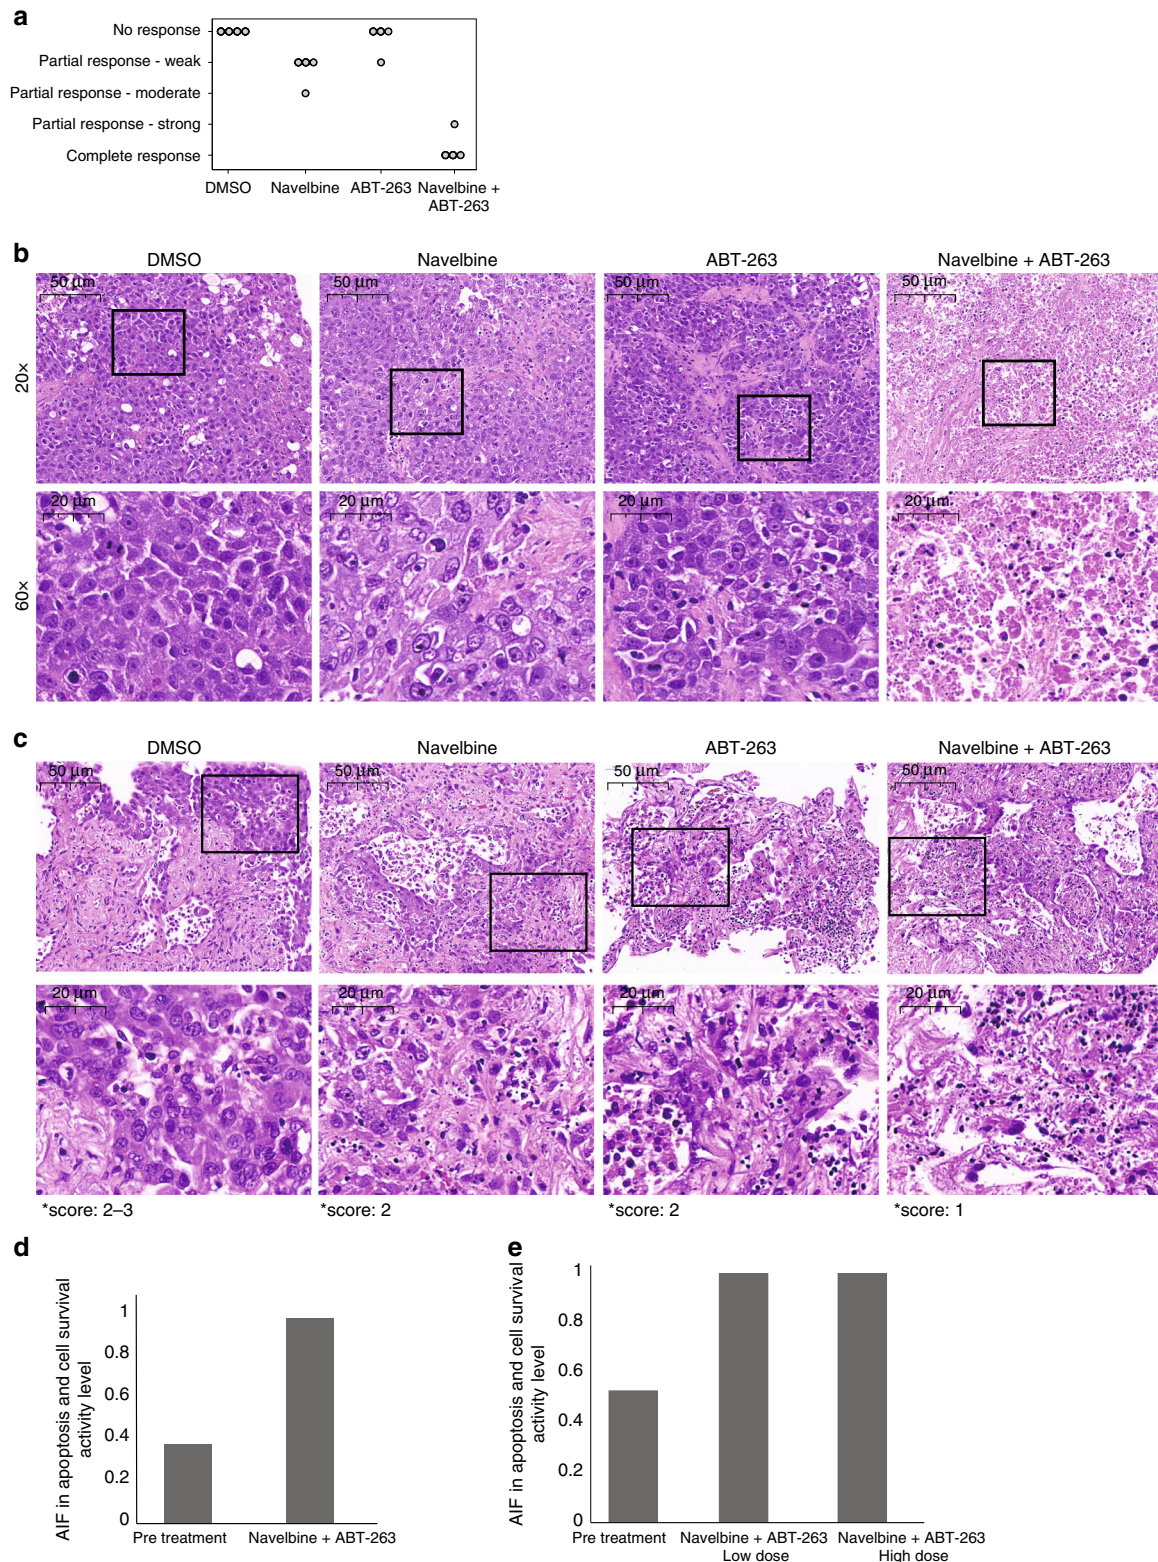 a
No response
Partial response - weak
Partial response - moderate
Partial response - strong
Complete response
DMSO
Navelbine
ABT-263
Navelbine +
ABT-263
b
DMSO
Navelbine
ABT-263
Navelbine + ABT-263
20×
50 µm
50 µm
50 µm
50 µm
60×
20 µm
20 µm
20 µm
20 µm
c
DMSO
Navelbine
ABT-263
Navelbine + ABT-263
50 µm
50 µm
50 µm
50 µm
20 µm
20 µm
20 µm
20 µm
*score: 2–3
*score: 2
*score: 2
*score: 1
d
AIF in apoptosis and cell survival
activity level
1
0.8
0.6
0.4
0.2
0
Pre treatment
Navelbine + ABT-263
e
AIF in apoptosis and cell survival
activity level
1
0.8
0.6
0.4
0.2
0
Pre treatment
Navelbine + ABT-263
Low dose
Navelbine + ABT-263
High dose